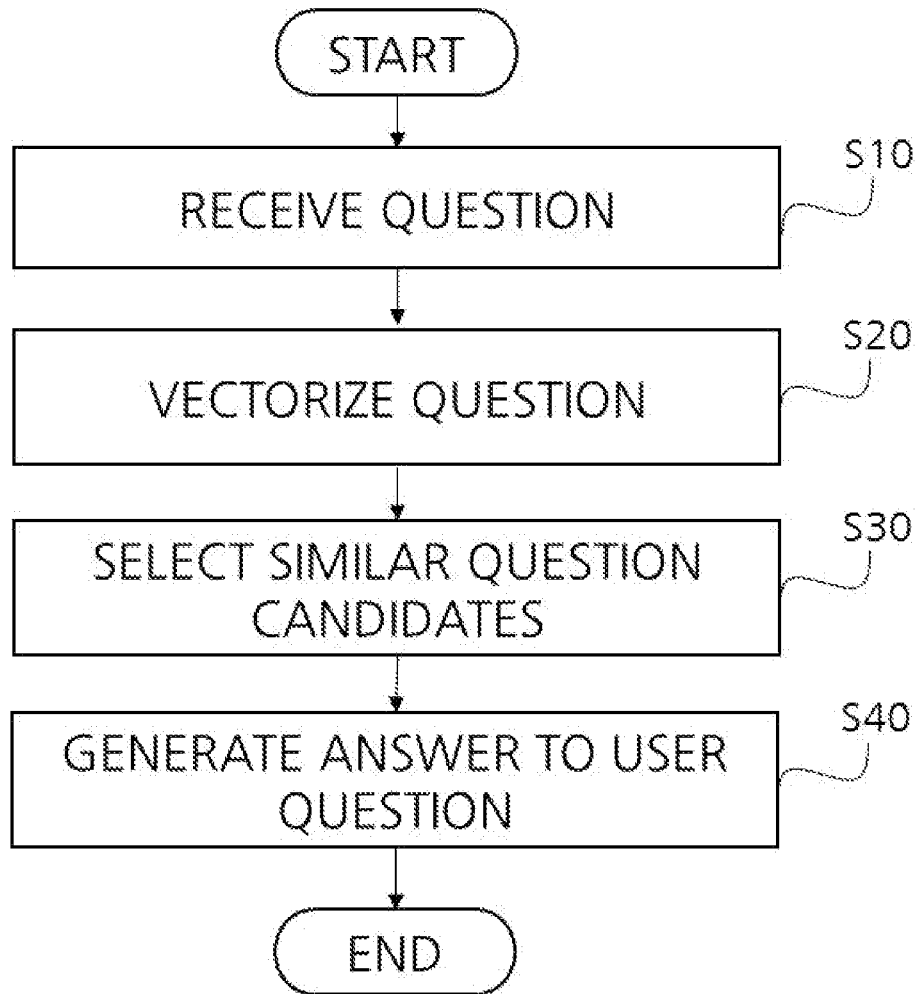 START
RECEIVE QUESTION
S10
VECTORIZE QUESTION
S20
SELECT SIMILAR QUESTION
CANDIDATES
S30
GENERATE ANSWER TO USER
QUESTION
S40
END